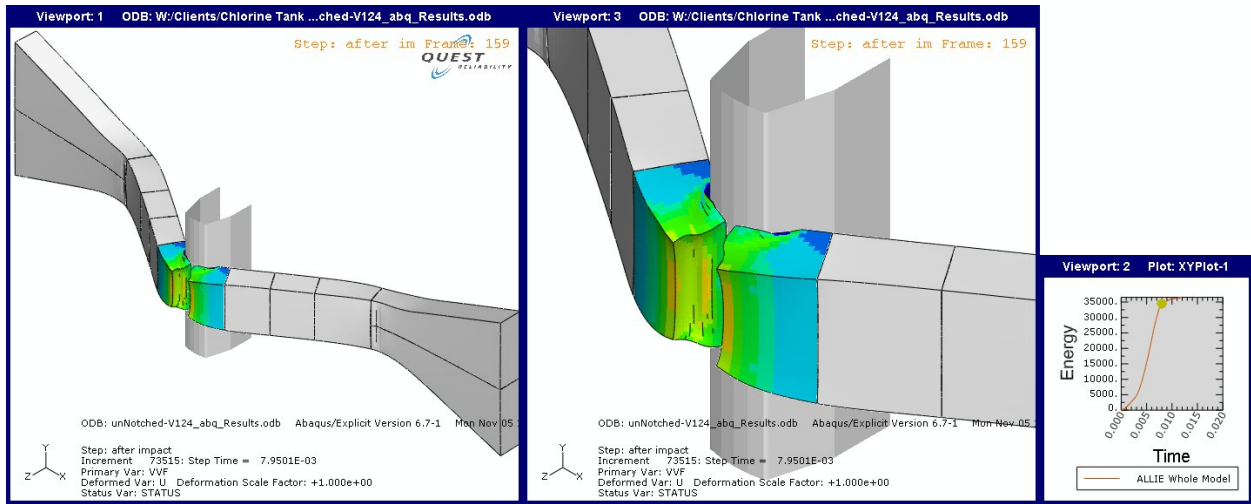 Viewport: 1 ODB: W:/Clients/Chlorine Tank ...ched-V124_abq_Results.odb
Step: after im Frame: 159
QUEST
RELIABILITY
ODB: unNotched-V124_abq_Results.odb Abaqus/Explicit Version 6.7-1 Mon Nov 05
Y
Z
X
Step: after impact
Increment 73515: Step Time = 7.9501E-03
Primary Var: VVF
Deformed Var: U Deformation Scale Factor: +1.000e+00
Status Var: STATUS
Viewport: 3 ODB: W:/Clients/Chlorine Tank ...ched-V124_abq_Results.odb
Step: after im Frame: 159
ODB: unNotched-V124_abq_Results.odb Abaqus/Explicit Version 6.7-1 Mon Nov 05
Y
Z
X
Step: after impact
Increment 73515: Step Time = 7.9501E-03
Primary Var: VVF
Deformed Var: U Deformation Scale Factor: +1.000e+00
Status Var: STATUS
Viewport: 2 Plot: XYPlot-1
Energy
35000.
30000.
25000.
20000.
15000.
10000.
5000.
0.
0.000
0.005
0.010
0.015
0.020
Time
ALLIE Whole Model